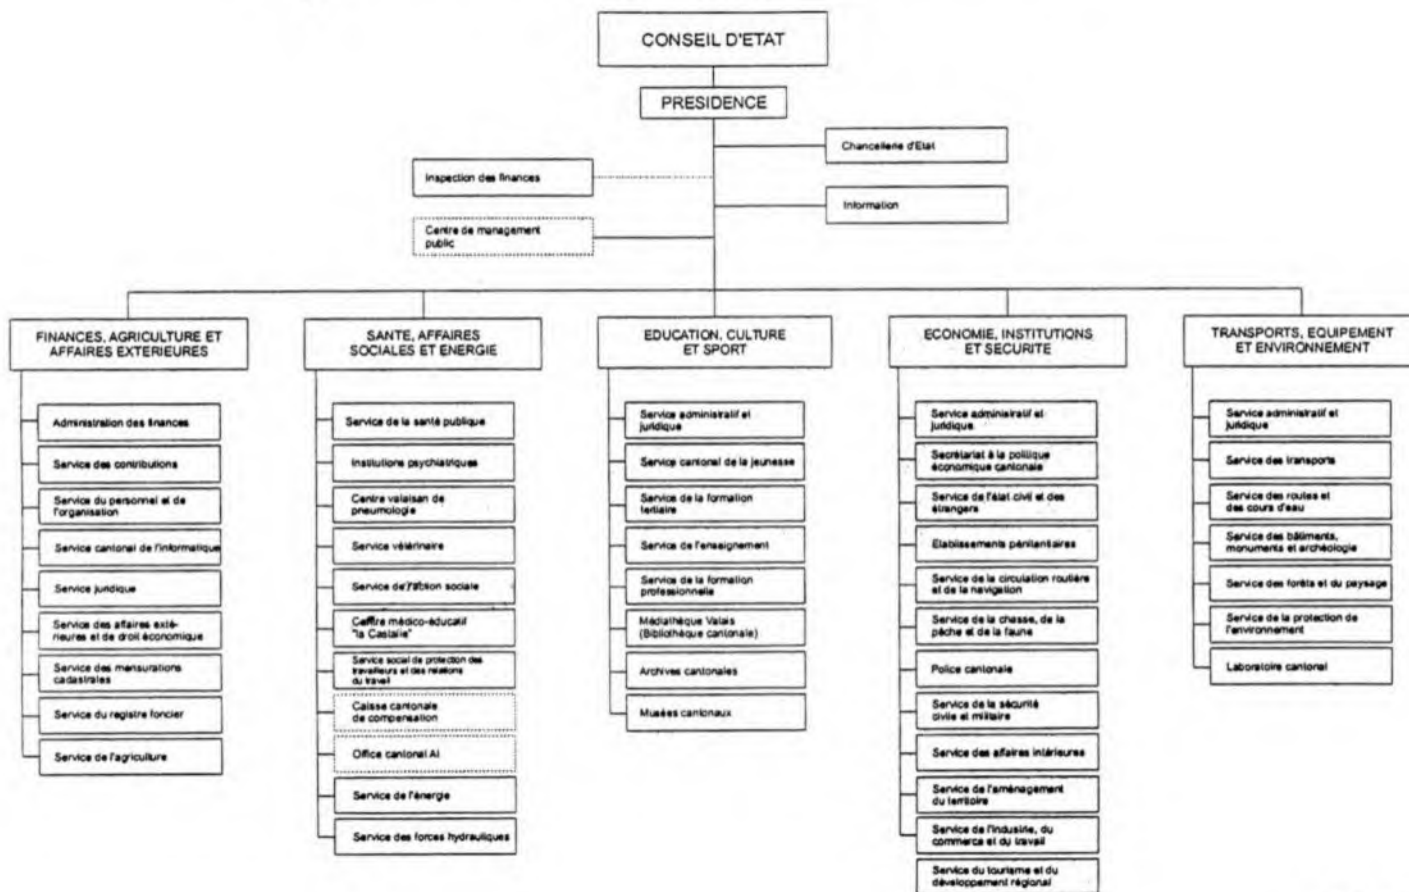 CONSEIL D'ETAT
PRESIDENCE
Chancellerie d'Etat
Inspection des finances
Information
Centre de management
public
FINANCES, AGRICULTURE ET
AFFAIRES EXTERIEURES
Administration des finances
Service des contributions
Service du personnel et de
l'organisation
Service cantonal de l'informatique
Service juridique
Service des affaires exté-
rieures et de droit économique
Service des mensurations
cadastrales
Service du registre foncier
Service de l'agriculture
SANTE, AFFAIRES
SOCIALES ET ENERGIE
Service de la santé publique
Institutions psychiatriques
Centre valaisan de
pneumologie
Service vétérinaire
Service de sociale
médico-éducatif
"la Castalie"
Service social de protection des
travailleurs et des relations
du travail
Caisse cantonale
de compensation
Office cantonal AI
Service de l'énergie
Service des forces hydrauliques
EDUCATION, CULTURE
ET SPORT
Service administratif et
juridique
Service cantonal de la jeunesse
Service de la formation
tertiaire
Service de l'enseignement
Service de la formation
professionnelle
Médiathèque Valais
(Bibliothèque cantonale)
Archives cantonales
Musées cantonaux
ECONOMIE, INSTITUTIONS
ET SECURITE
Service administratif et
juridique
Secrétariat à la politique
économique cantonale
Service de l'état civil et des
étrangers
Etablissements pénitentiaires
Service de la circulation routière
et de la navigation
Service de la chasse, de la
pêche et de la faune
Police cantonale
Service de la sécurité
civile et militaire
Service des affaires intérieures
Service de l'aménagement
du territoire
Service de l'industrie, du
commerce et du travail
Service du tourisme et du
développement régional
TRANSPORTS, EQUIPEMENT
ET ENVIRONNEMENT
Service administratif et
juridique
Service des transports
Service des routes et
des cours d'eau
Service des bâtiments,
monuments et archéologie
Service des forêts et du paysage
Service de la protection de
l'environnement
Laboratoire cantonal